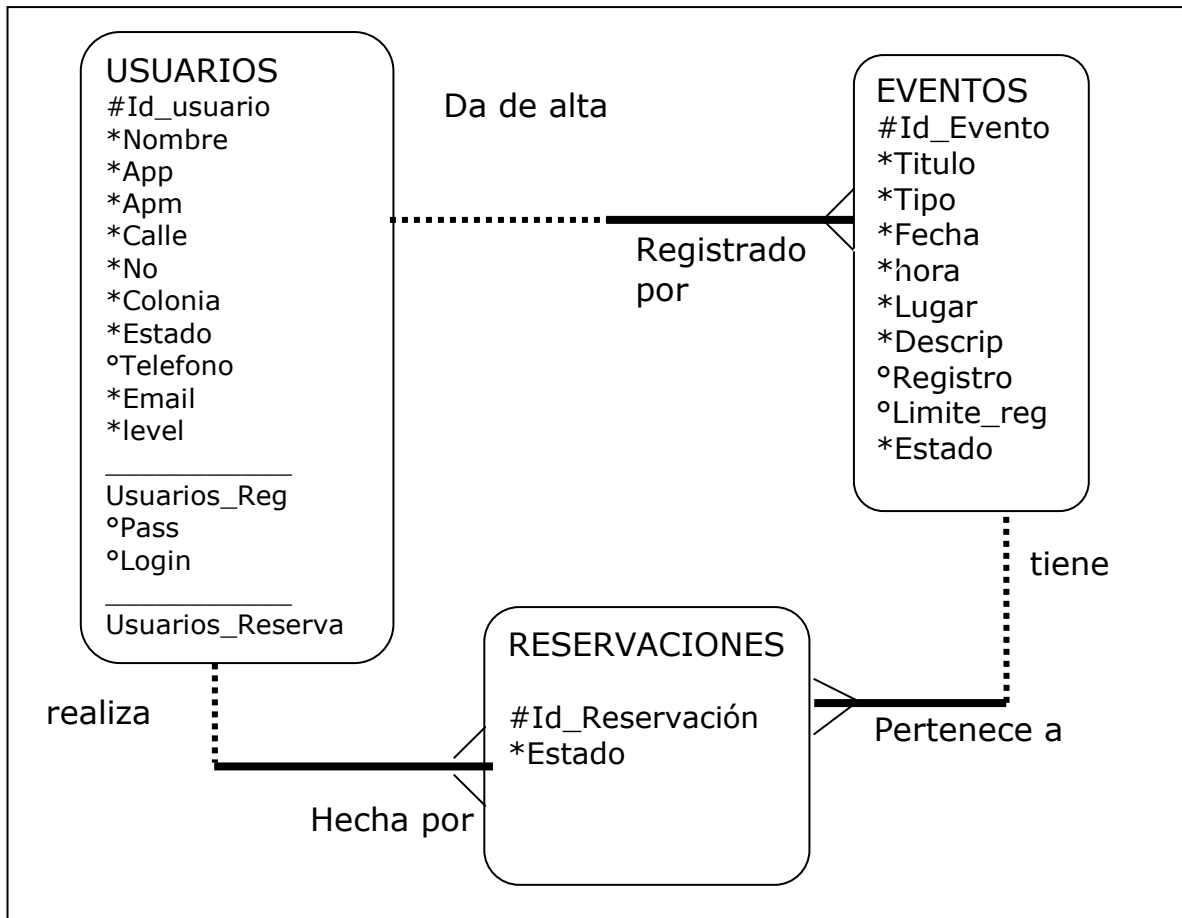 USUARIOS
#Id_usuario
*Nombre
*App
*Apm
*Calle
*No
*Colonia
*Estado
°Telefono
*Email
*level
_____________
Usuarios_Reg
°Pass
°Login
_____________
Usuarios_Reserva
Da de alta
Registrado
por
EVENTOS
#Id_Evento
*Titulo
*Tipo
*Fecha
*hora
*Lugar
*Descrip
°Registro
°Limite_reg
*Estado
tiene
realiza
Hecha por
RESERVACIONES
#Id_Reservación
*Estado
Pertenece a